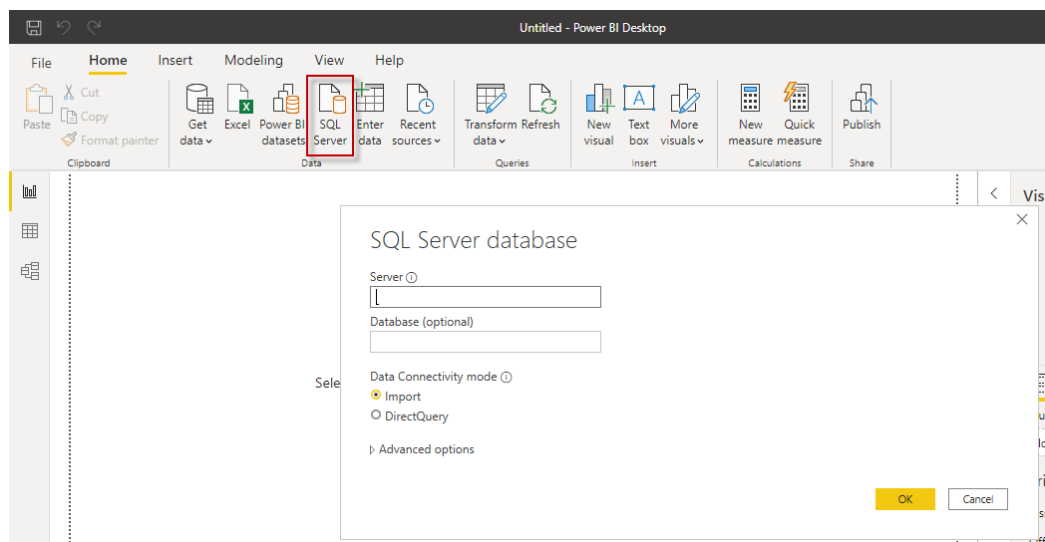 Untitled - Power BI Desktop
File Home Insert Modeling View Help
Cut
Copy
Format painter
Paste
Get data
Excel
Power BI datasets
SQL Server
Enter data
Recent sources
Transform data
Refresh
New visual
Text box
More visuals
New measure
Quick measure
Publish
Clipboard Data Queries Insert Calculations Share
Vis
SQL Server database
Server
Database (optional)
Sele
Data Connectivity mode
Import
DirectQuery
Advanced options
OK Cancel